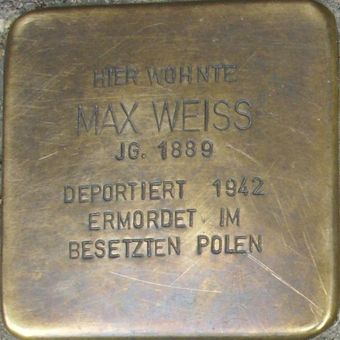 HIER WOHNTE
MAX WEISS
JG. 1889
DEPORTIERT 1942
ERMORDET IM
BESETZTEN POLEN